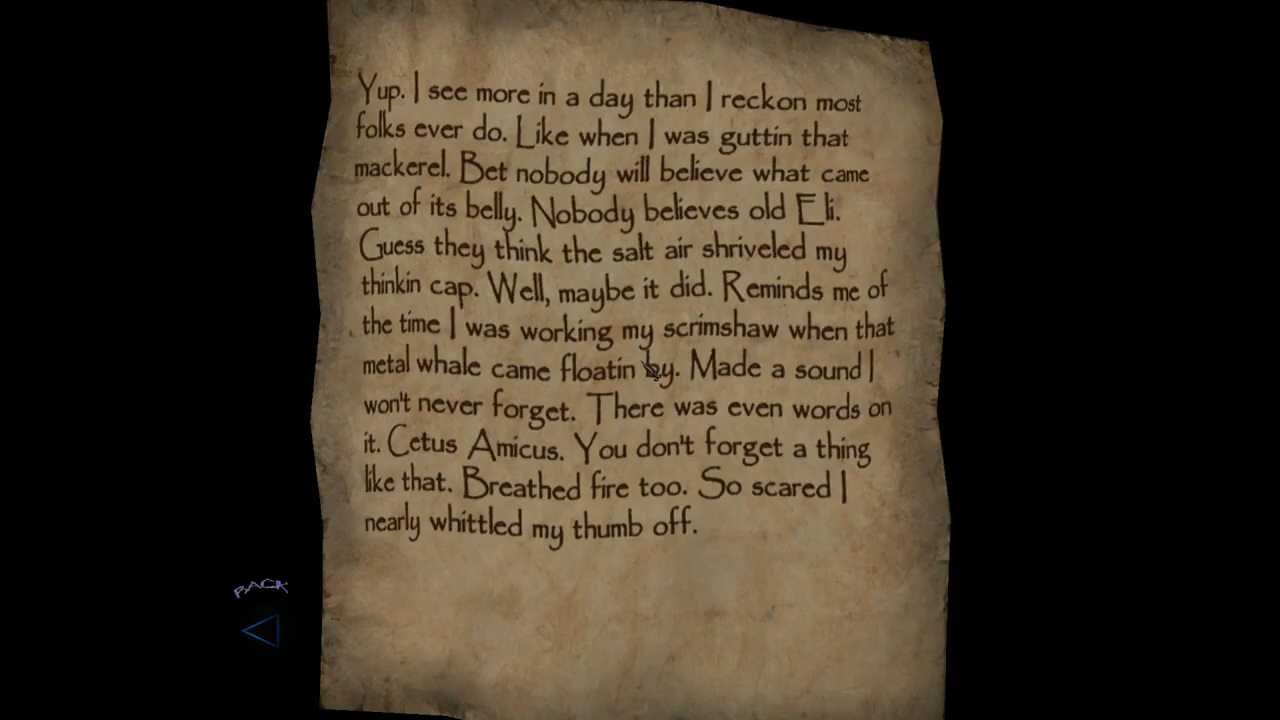 Yup. I see more in a day than I reckon most
folks ever do. Like when I was guttin that
mackerel. Bet nobody will believe what came
out of its belly. Nobody believes old Eli.
Guess they think the salt air shriveled my
thinkin cap. Well, maybe it did. Reminds me of
the time I was working my scrimshaw when that
metal whale came floatin by. Made a sound I
won't never forget. There was even words on
it. Cetus Amicus. You don't forget a thing
like that. Breathed fire too. So scared I
nearly whittled my thumb off.
BACK